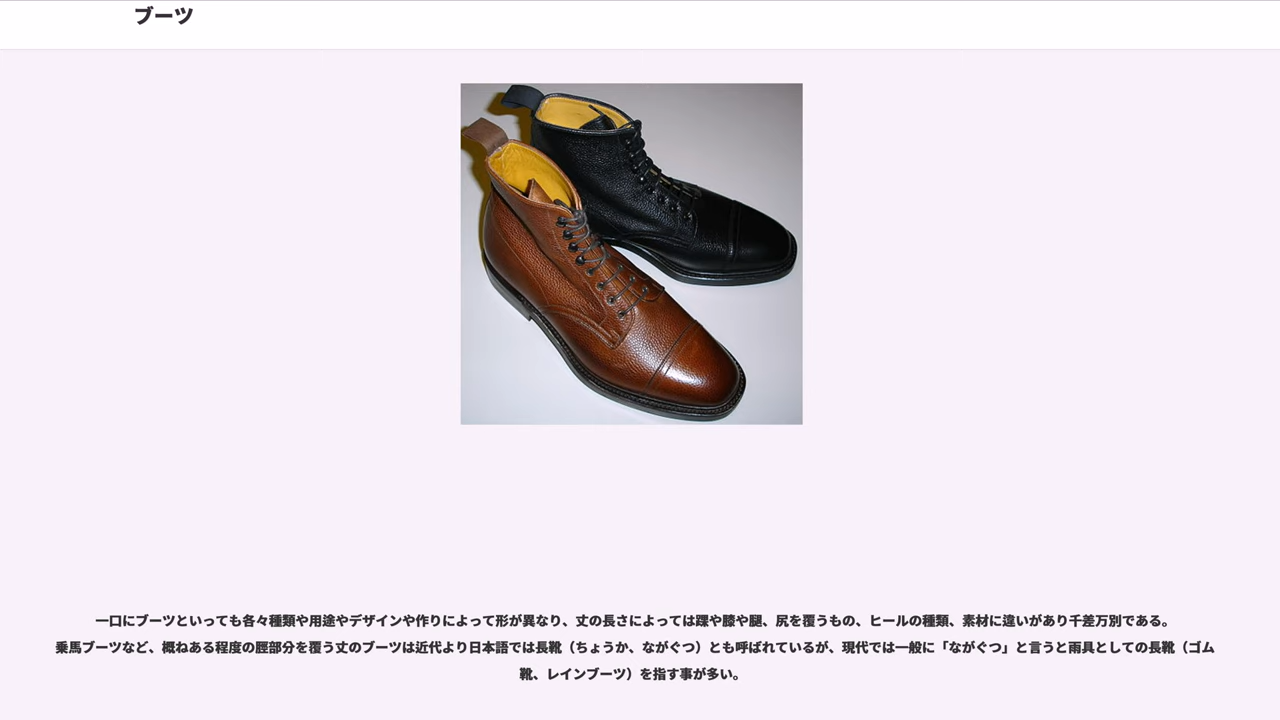 ブーツ
一口にブーツといっても各々種類や用途やデザインや作りによって形が異なり、丈の長さによっては踝や膝や腿、尻を覆うもの、ヒールの種類、素材に違いがあり千差万別である。
乗馬ブーツなど、概ねある程度の脛部分を覆う丈のブーツは近代より日本語では長靴（ちょうか、ながぐつ）とも呼ばれているが、現代では一般に「ながぐつ」と言うと雨具としての長靴（ゴム
靴、レインブーツ）を指す事が多い。